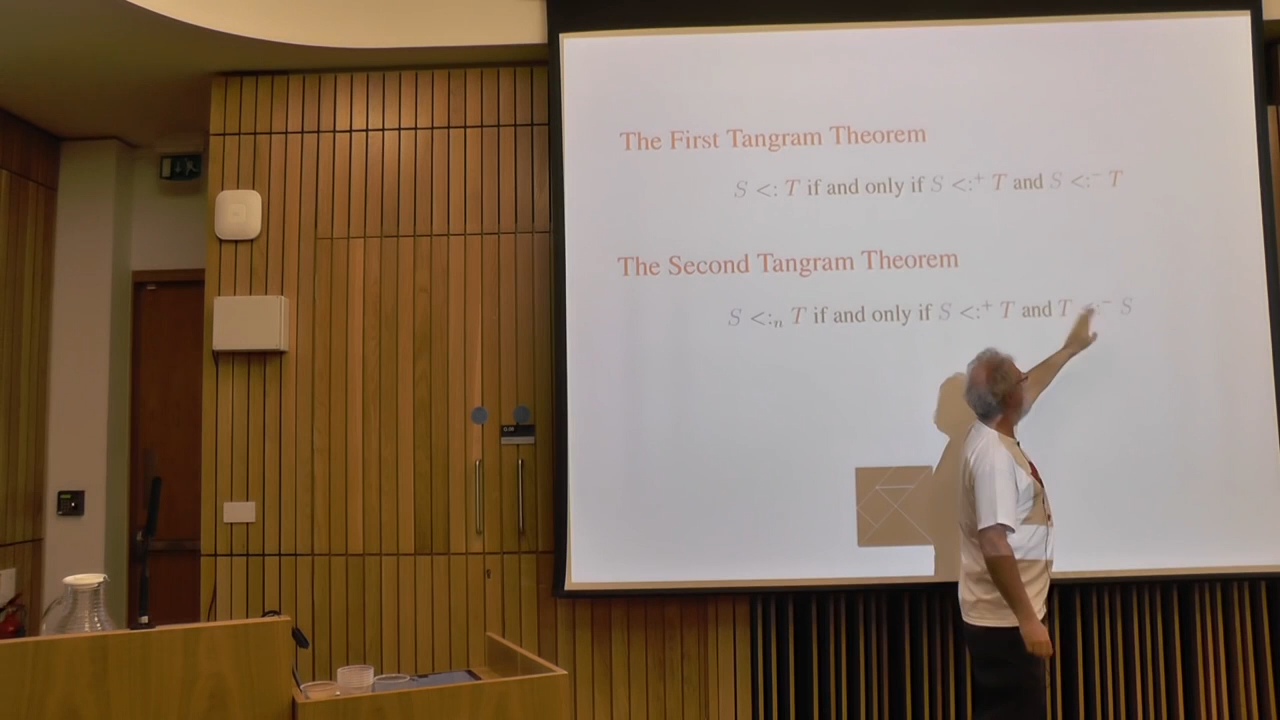 The First Tangram Theorem
S <: T if and only if S <:⁺ T and S <:⁻ T
The Second Tangram Theorem
S <:ₙ T if and only if S <:⁺ T and T <:⁻ S